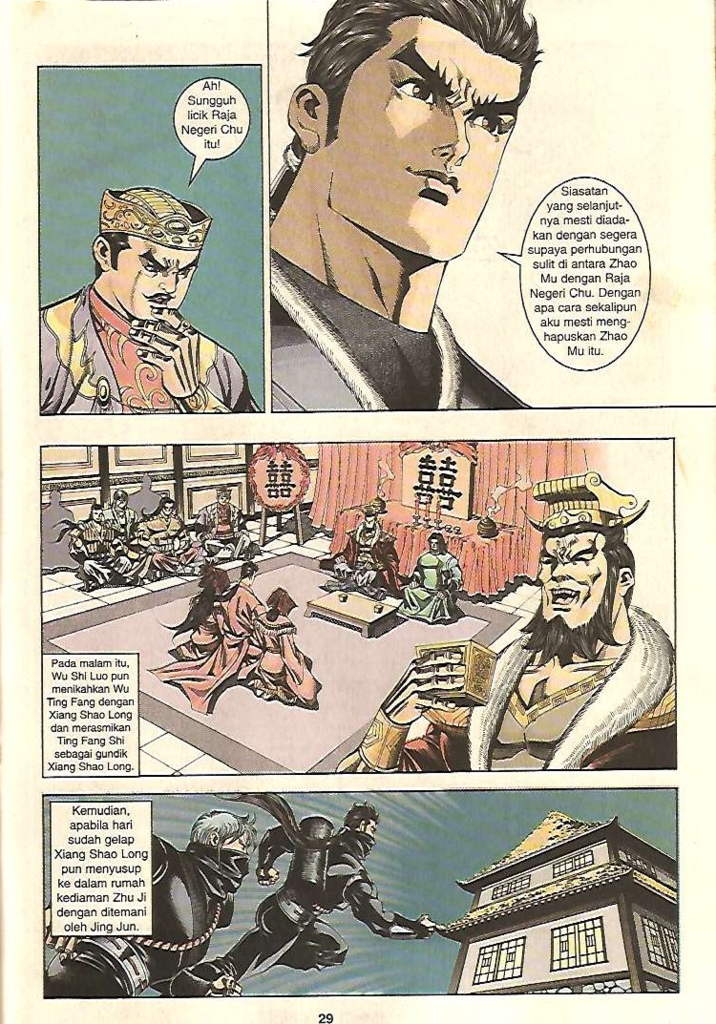 Ah!
Sungguh
licik Raja
Negeri Chu
itu!
Siasatan
yang selanjut-
nya mesti diada-
kan dengan segera
supaya perhubungan
sulit di antara Zhao
Mu dengan Raja
Negeri Chu. Dengan
apa cara sekalipun
aku mesti meng-
hapuskan Zhao
Mu itu.
囍
囍
Pada malam itu,
Wu Shi Luo pun
menikahkan Wu
Ting Fang dengan
Xiang Shao Long
dan merasmikan
Ting Fang Shi
sebagai gundik
Xiang Shao Long.
Kemudian,
apabila hari
sudah gelap
Xiang Shao Long
pun menyusup
ke dalam rumah
kediaman Zhu Ji
dengan ditemani
oleh Jing Jun.
29